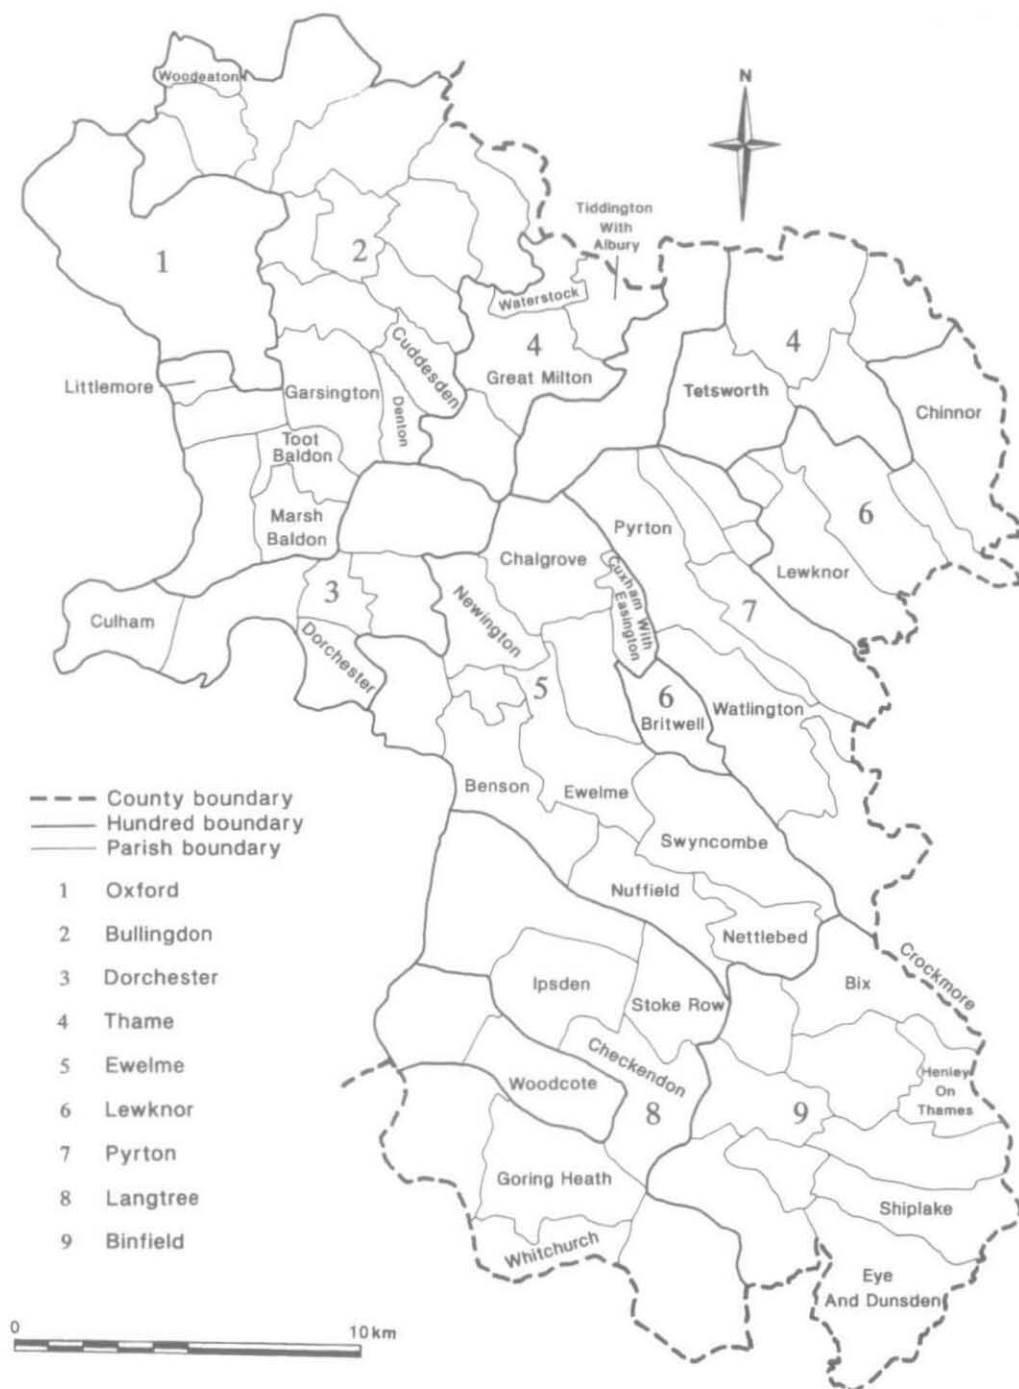 Woodeaton
N
Tiddington
With
Albury
1
2
Waterstock
4
4
Cuddesden
Great Milton
Tetsworth
Littlemore
Garsington
Denton
Chinnor
Toot
Baldon
Marsh
Baldon
Pyrton
6
Chalgrove
Lewknor
Cuxham With
Easington
3
7
Culham
Newington
Dorchester
5
6
Britwell
Watlington
Benson
Ewelme
County boundary
Hundred boundary
Parish boundary
Swyncombe
Nuffield
Nettlebed
Crockmore
Ipsden
Stoke Row
Bix
Checkendon
Woodcote
8
9
Henley
On
Thames
Goring Heath
Shiplake
Whitchurch
Eye
And Dunsden
1 Oxford
2 Bullingdon
3 Dorchester
4 Thame
5 Ewelme
6 Lewknor
7 Pyrton
8 Langtree
9 Binfield
0 10 km